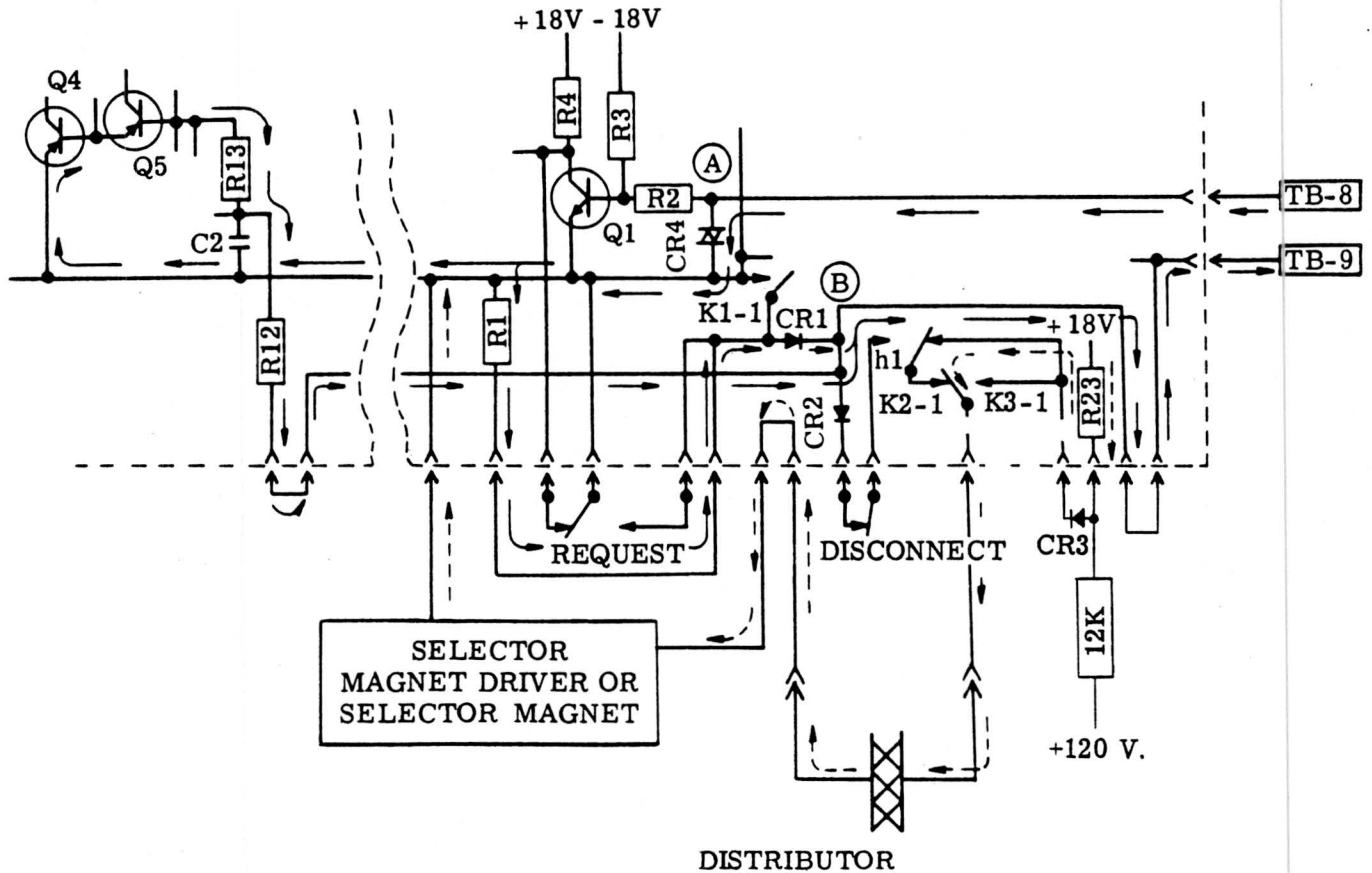 +18V - 18V
Q4
Q5
R13
C2
R12
R4
R3
A
R2
Q1
CR4
TB-8
TB-9
K1-1
CR1
B
R1
+ 18V
h1
K2-1
K3-1
R23
CR2
REQUEST
DISCONNECT
CR3
12K
+120 V.
SELECTOR
MAGNET DRIVER OR
SELECTOR MAGNET
DISTRIBUTOR